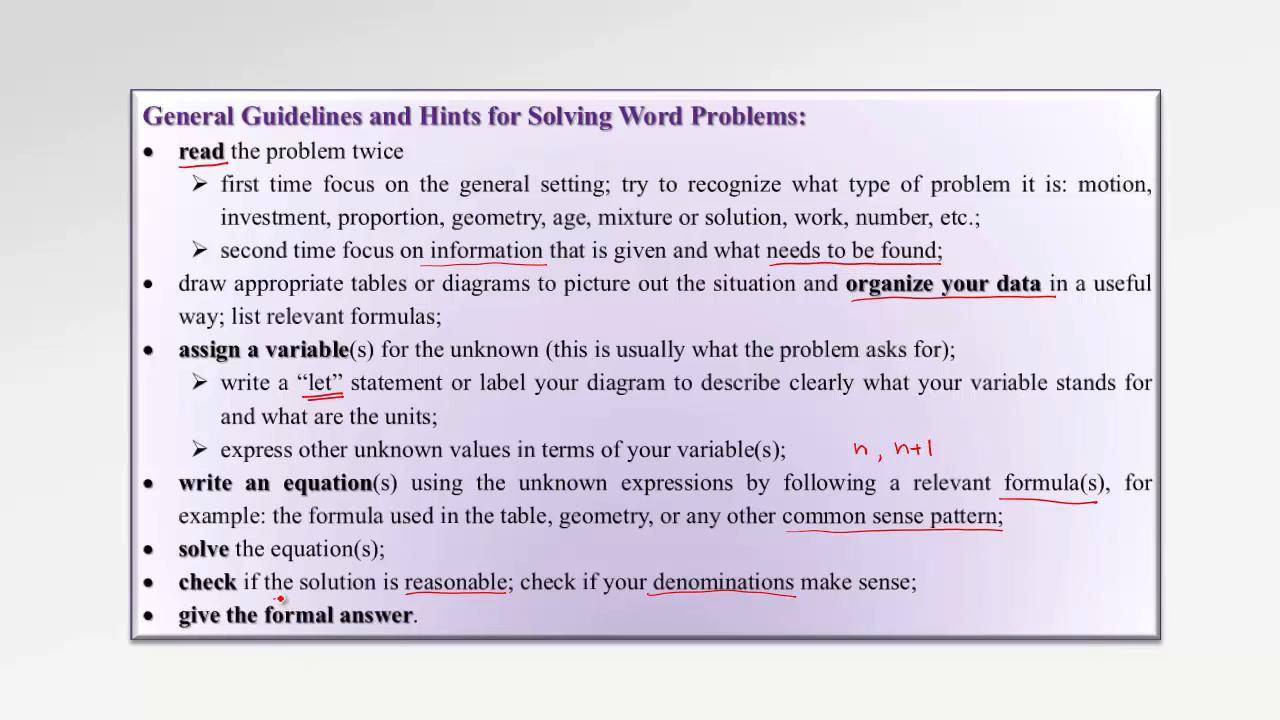 General Guidelines and Hints for Solving Word Problems:
• read the problem twice
➢ first time focus on the general setting; try to recognize what type of problem it is: motion,
investment, proportion, geometry, age, mixture or solution, work, number, etc.;
➢ second time focus on information that is given and what needs to be found;
• draw appropriate tables or diagrams to picture out the situation and organize your data in a useful
way; list relevant formulas;
• assign a variable(s) for the unknown (this is usually what the problem asks for);
➢ write a “let” statement or label your diagram to describe clearly what your variable stands for
and what are the units;
➢ express other unknown values in terms of your variable(s); n, n+1
• write an equation(s) using the unknown expressions by following a relevant formula(s), for
example: the formula used in the table, geometry, or any other common sense pattern;
• solve the equation(s);
• check if the solution is reasonable; check if your denominations make sense;
• give the formal answer.